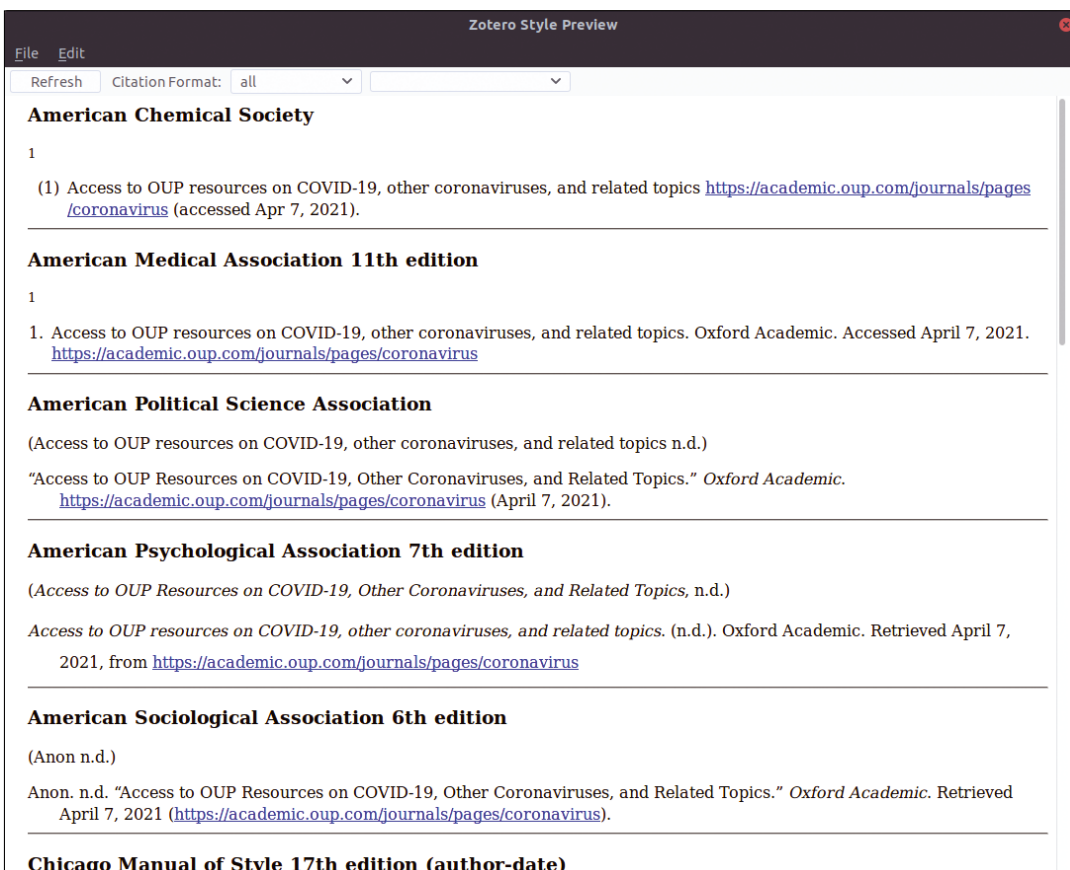 Zotero Style Preview
File Edit
Refresh Citation Format: all
American Chemical Society
1
(1) Access to OUP resources on COVID-19, other coronaviruses, and related topics https://academic.oup.com/journals/pages
/coronavirus (accessed Apr 7, 2021).
American Medical Association 11th edition
1
1. Access to OUP resources on COVID-19, other coronaviruses, and related topics. Oxford Academic. Accessed April 7, 2021.
https://academic.oup.com/journals/pages/coronavirus
American Political Science Association
(Access to OUP resources on COVID-19, other coronaviruses, and related topics n.d.)
“Access to OUP Resources on COVID-19, Other Coronaviruses, and Related Topics.” Oxford Academic.
https://academic.oup.com/journals/pages/coronavirus (April 7, 2021).
American Psychological Association 7th edition
(Access to OUP Resources on COVID-19, Other Coronaviruses, and Related Topics, n.d.)
Access to OUP resources on COVID-19, other coronaviruses, and related topics. (n.d.). Oxford Academic. Retrieved April 7,
2021, from https://academic.oup.com/journals/pages/coronavirus
American Sociological Association 6th edition
(Anon n.d.)
Anon. n.d. “Access to OUP Resources on COVID-19, Other Coronaviruses, and Related Topics.” Oxford Academic. Retrieved
April 7, 2021 (https://academic.oup.com/journals/pages/coronavirus).
Chicago Manual of Style 17th edition (author-date)